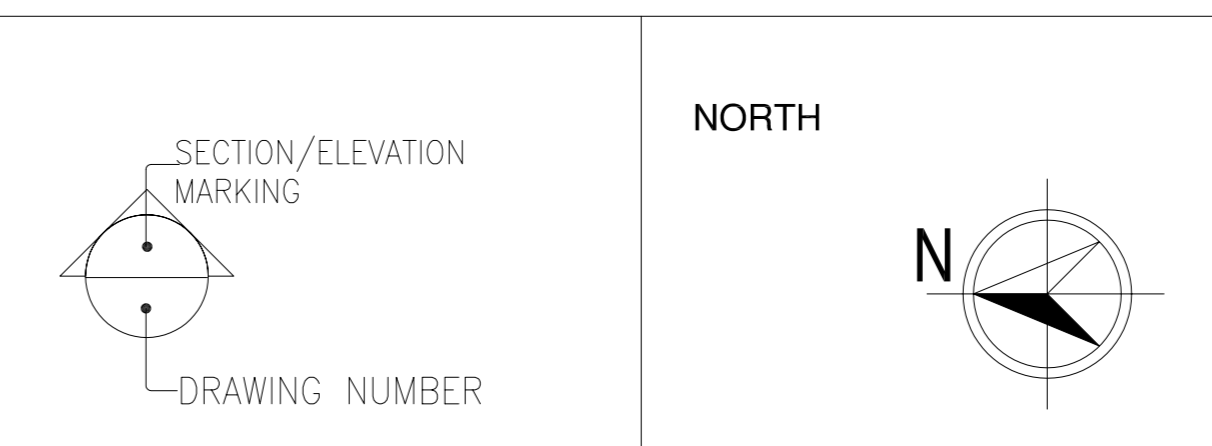 SECTION/ELEVATION
MARKING
DRAWING NUMBER
NORTH
N